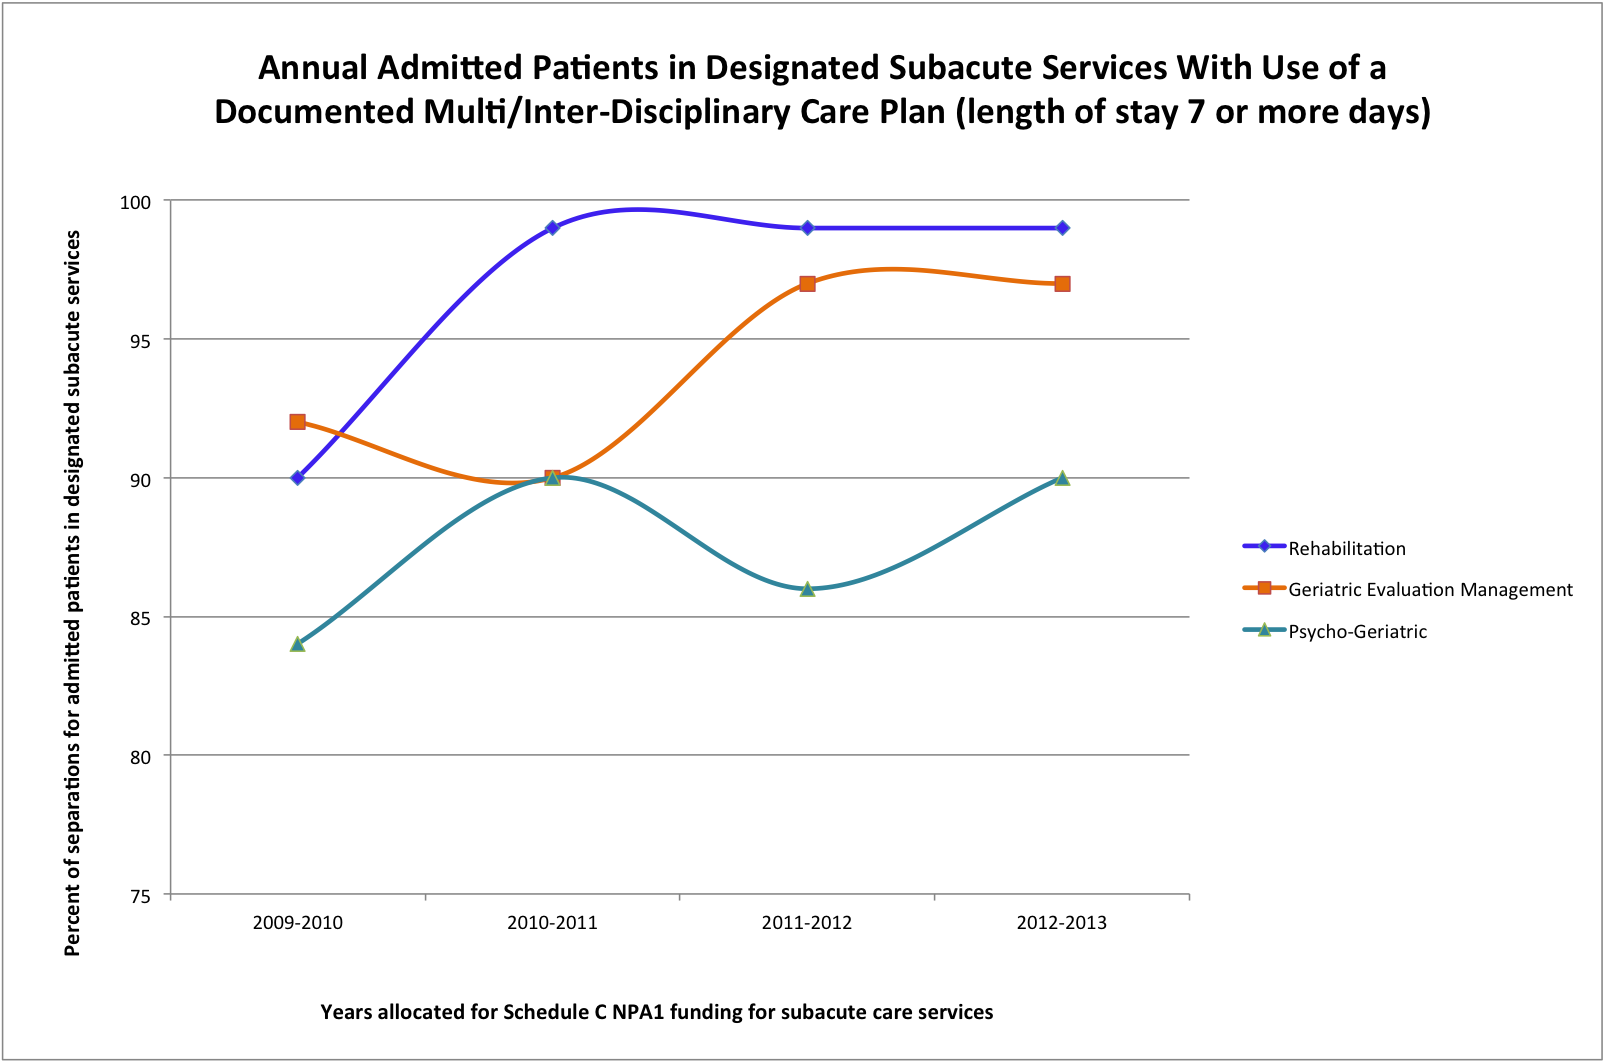 Annual Admitted Patients in Designated Subacute Services With Use of a
Documented Multi/Inter-Disciplinary Care Plan (length of stay 7 or more days)
Percent of separations for admitted patients in designated subacute services
100
95
90
85
80
75
2009-2010
2010-2011
2011-2012
2012-2013
Years allocated for Schedule C NPA1 funding for subacute care services
Rehabilitation
Geriatric Evaluation Management
Psycho-Geriatric